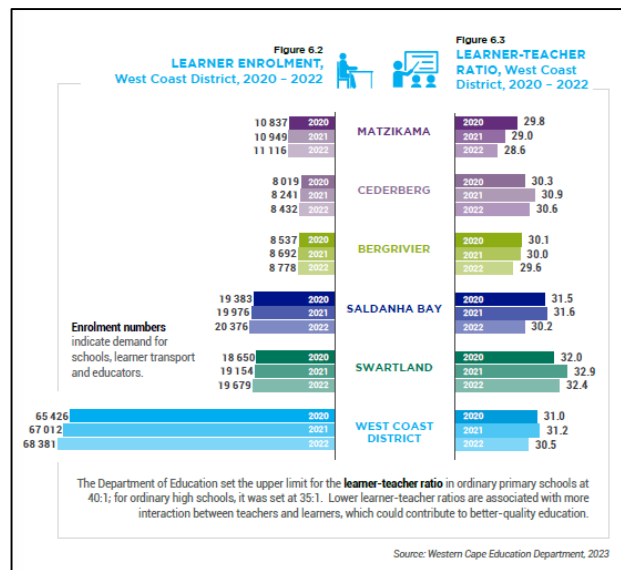 Figure 6.2
LEARNER ENROLMENT,
West Coast District, 2020 – 2022
Figure 6.3
LEARNER-TEACHER
RATIO, West Coast
District, 2020 – 2022
10 837 2020 MATZIKAMA 2020 29.8
10 949 2021 2021 29.0
11 116 2022 2022 28.6
8 019 2020 CEDERBERG 2020 30.3
8 241 2021 2021 30.9
8 432 2022 2022 30.6
8 537 2020 BERGRIVIER 2020 30.1
8 692 2021 2021 30.0
8 778 2022 2022 29.6
19 383 2020 SALDANHA BAY 2020 31.5
19 976 2021 2021 31.6
20 376 2022 2022 30.2
Enrolment numbers
indicate demand for
schools, learner transport
and educators.
18 650 2020 SWARTLAND 2020 32.0
19 154 2021 2021 32.9
19 679 2022 2022 32.4
65 426 2020 WEST COAST 2020 31.0
67 012 2021 DISTRICT 2021 31.2
68 381 2022 2022 30.5
The Department of Education set the upper limit for the learner-teacher ratio in ordinary primary schools at
40:1; for ordinary high schools, it was set at 35:1. Lower learner-teacher ratios are associated with more
interaction between teachers and learners, which could contribute to better-quality education.
Source: Western Cape Education Department, 2023